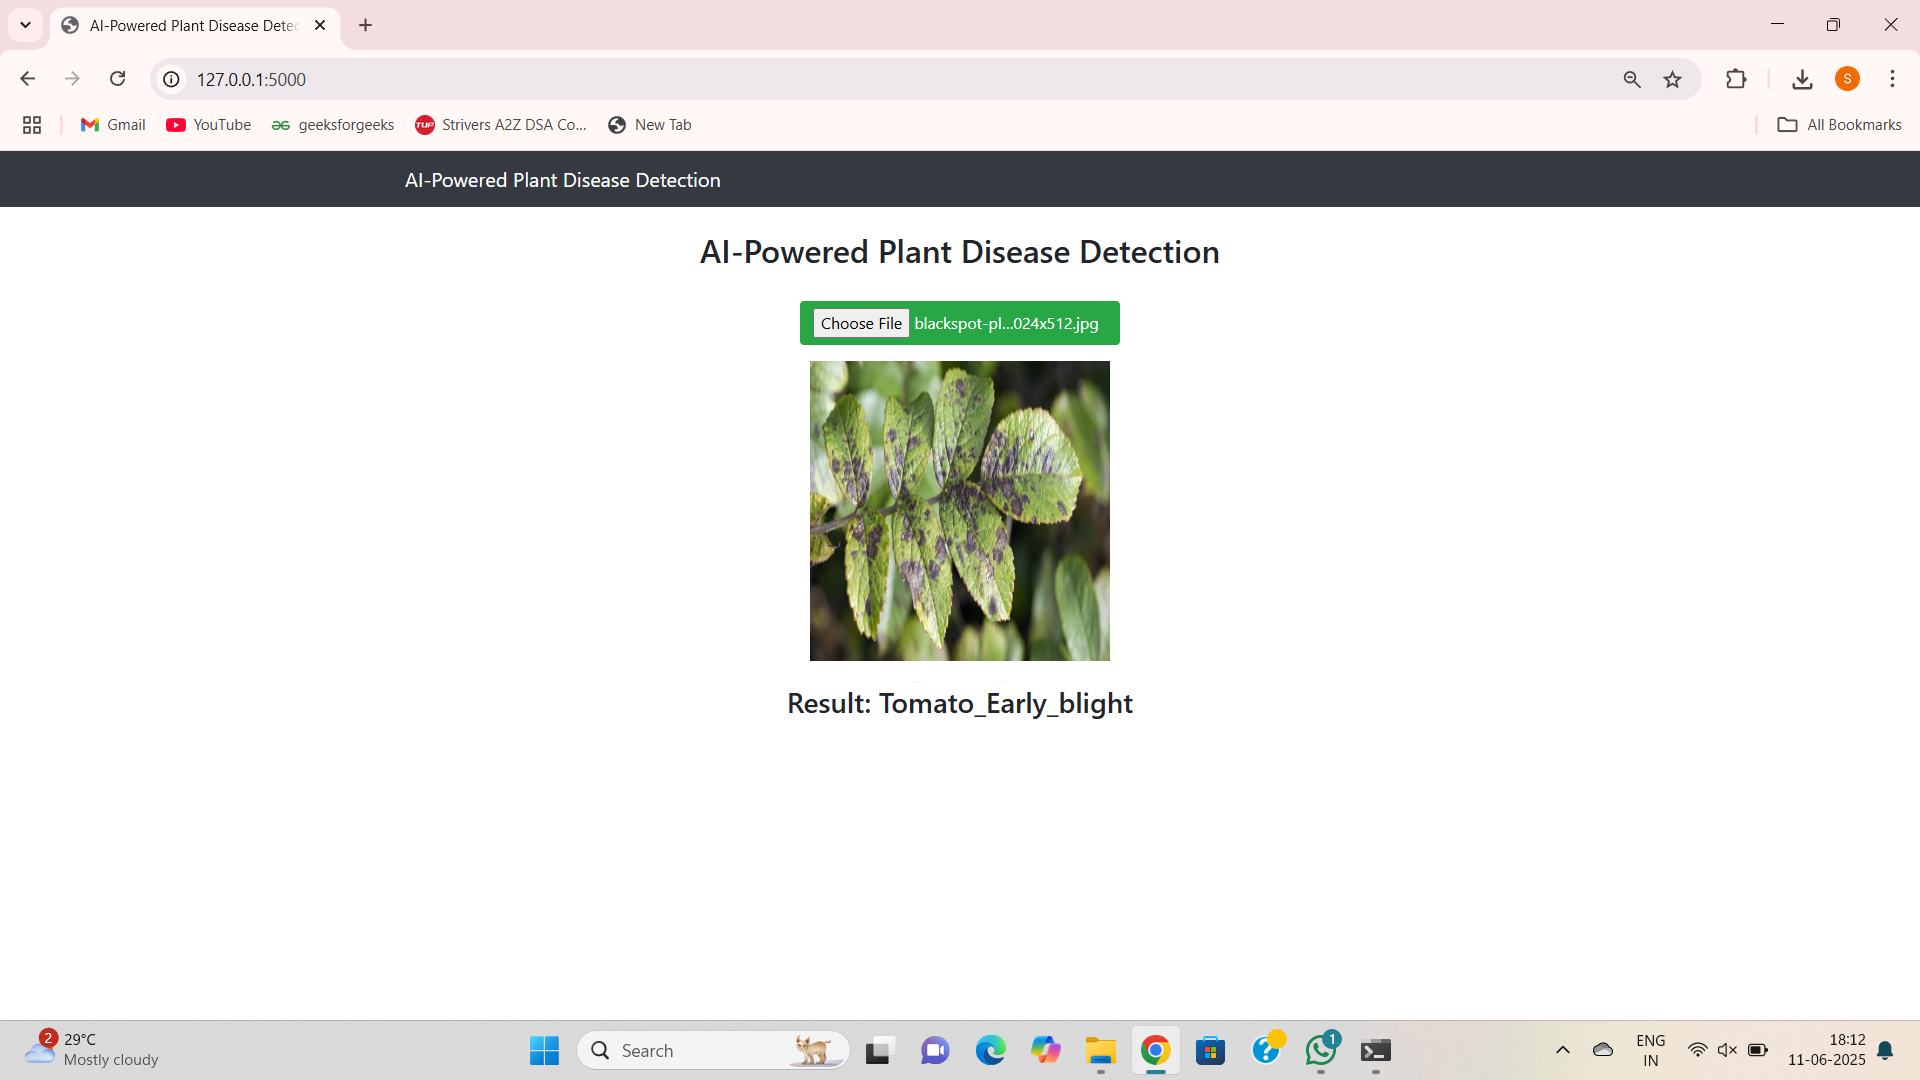 AI-Powered Plant Disease Detec
127.0.0.1:5000
S
Gmail
YouTube
geeksforgeeks
TUF
Strivers A2Z DSA Co...
New Tab
All Bookmarks
AI-Powered Plant Disease Detection
AI-Powered Plant Disease Detection
Choose File blackspot-pl...024x512.jpg
Result: Tomato_Early_blight
2
29°C
Mostly cloudy
Search
1
ENG
IN
18:12
11-06-2025